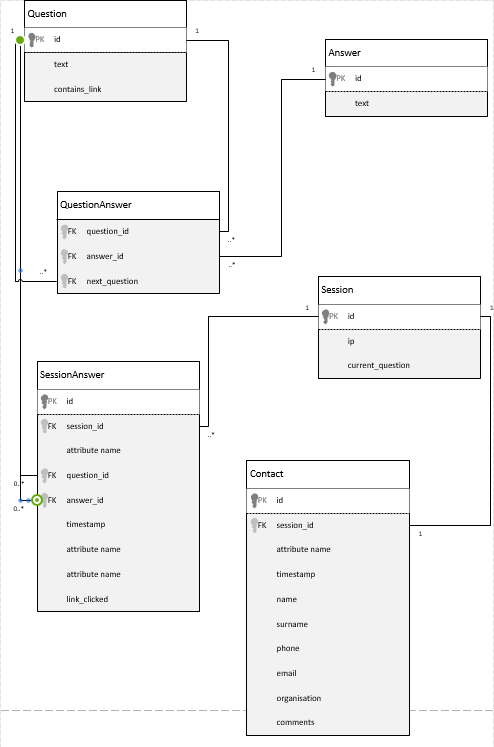 Question
1
PK id
1
text
contains_link
Answer
1
PK id
text
QuestionAnswer
FK question_id
..*
FK answer_id
..*
..*
FK next_question
Session
1
PK id
1
ip
current_question
SessionAnswer
PK id
FK session_id
..*
attribute name
FK question_id
0..*
FK answer_id
0..*
timestamp
attribute name
attribute name
link_clicked
Contact
PK id
FK session_id
1
attribute name
timestamp
name
surname
phone
email
organisation
comments